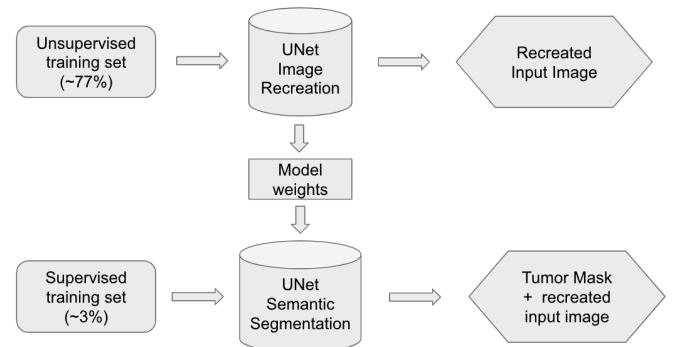 Unsupervised
training set
(~77%)
UNet
Image
Recreation
Recreated
Input Image
Model
weights
Supervised
training set
(~3%)
UNet
Semantic
Segmentation
Tumor Mask
+ recreated
input image